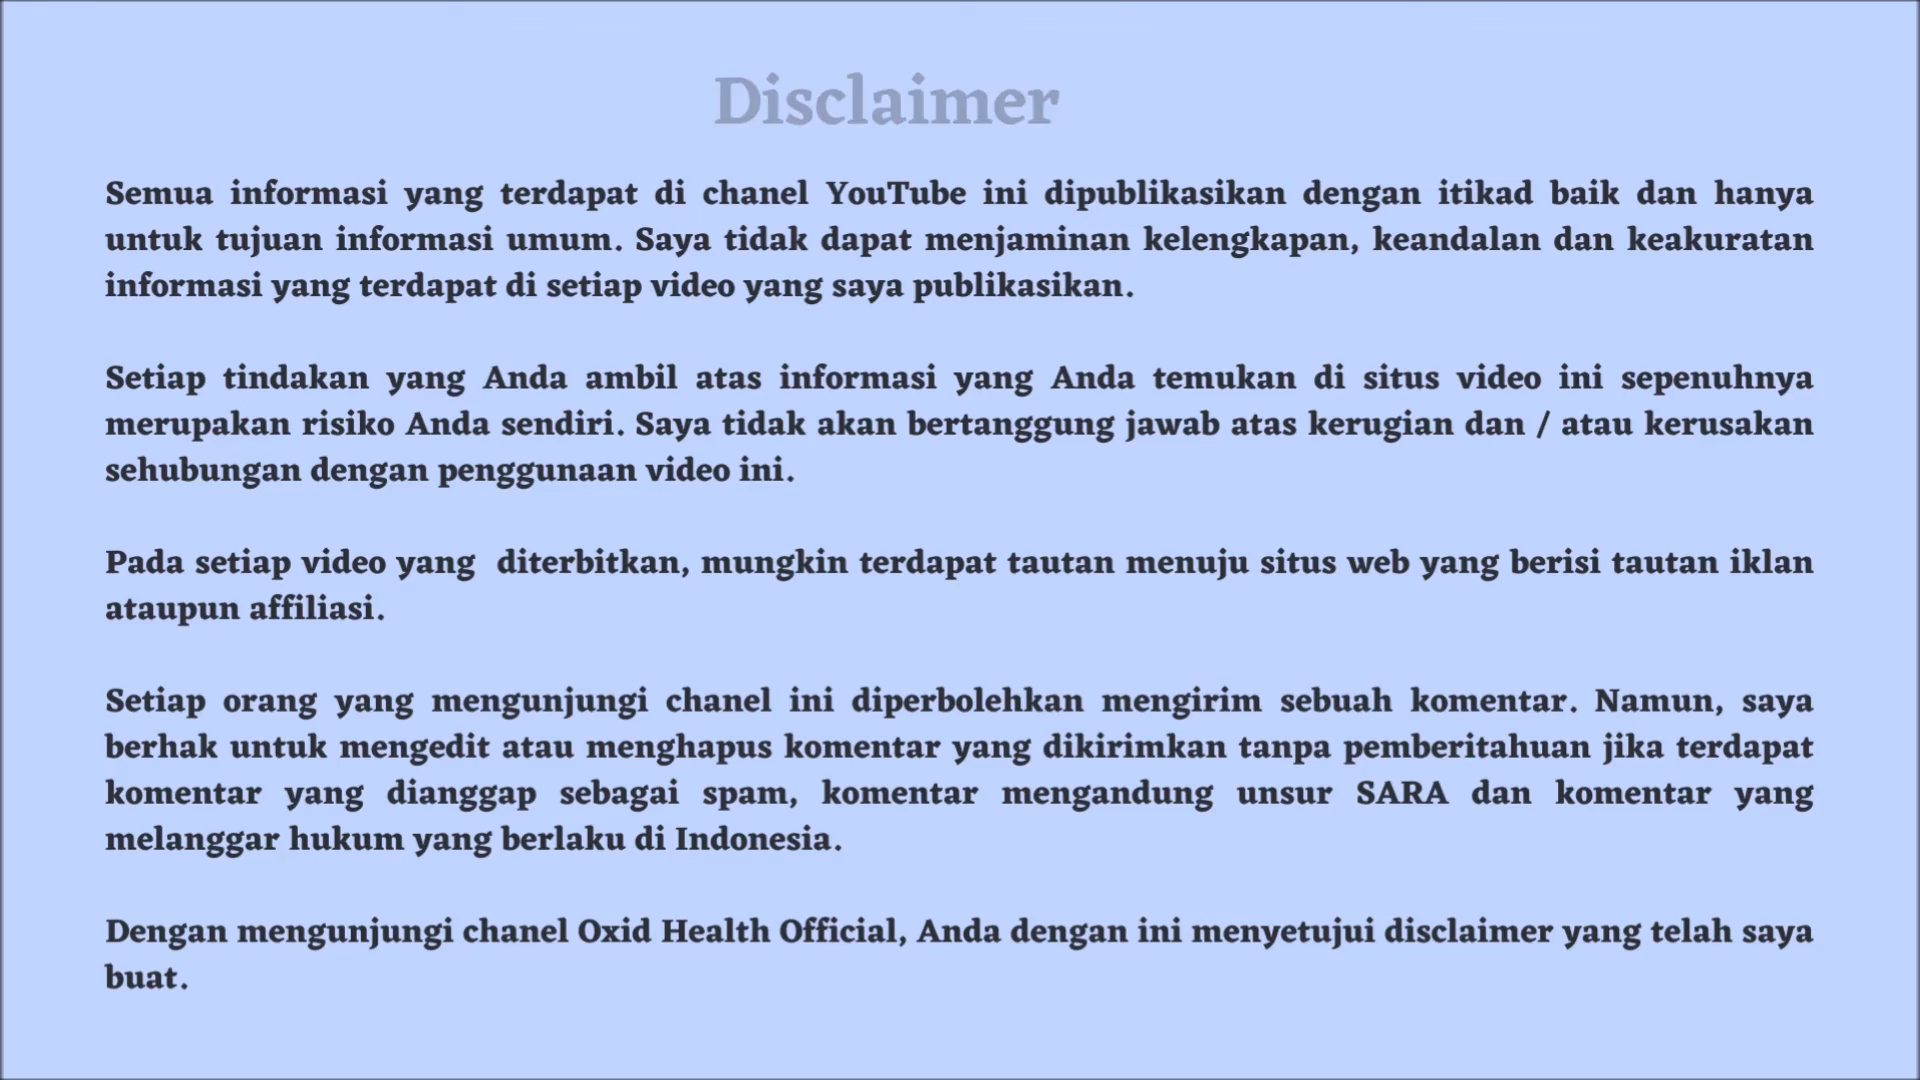 Disclaimer
Semua informasi yang terdapat di chanel YouTube ini dipublikasikan dengan itikad baik dan hanya
untuk tujuan informasi umum. Saya tidak dapat menjaminan kelengkapan, keandalan dan keakuratan
informasi yang terdapat di setiap video yang saya publikasikan.
Setiap tindakan yang Anda ambil atas informasi yang Anda temukan di situs video ini sepenuhnya
merupakan risiko Anda sendiri. Saya tidak akan bertanggung jawab atas kerugian dan / atau kerusakan
sehubungan dengan penggunaan video ini.
Pada setiap video yang diterbitkan, mungkin terdapat tautan menuju situs web yang berisi tautan iklan
ataupun affiliasi.
Setiap orang yang mengunjungi chanel ini diperbolehkan mengirim sebuah komentar. Namun, saya
berhak untuk mengedit atau menghapus komentar yang dikirimkan tanpa pemberitahuan jika terdapat
komentar yang dianggap sebagai spam, komentar mengandung unsur SARA dan komentar yang
melanggar hukum yang berlaku di Indonesia.
Dengan mengunjungi chanel Oxid Health Official, Anda dengan ini menyetujui disclaimer yang telah saya
buat.